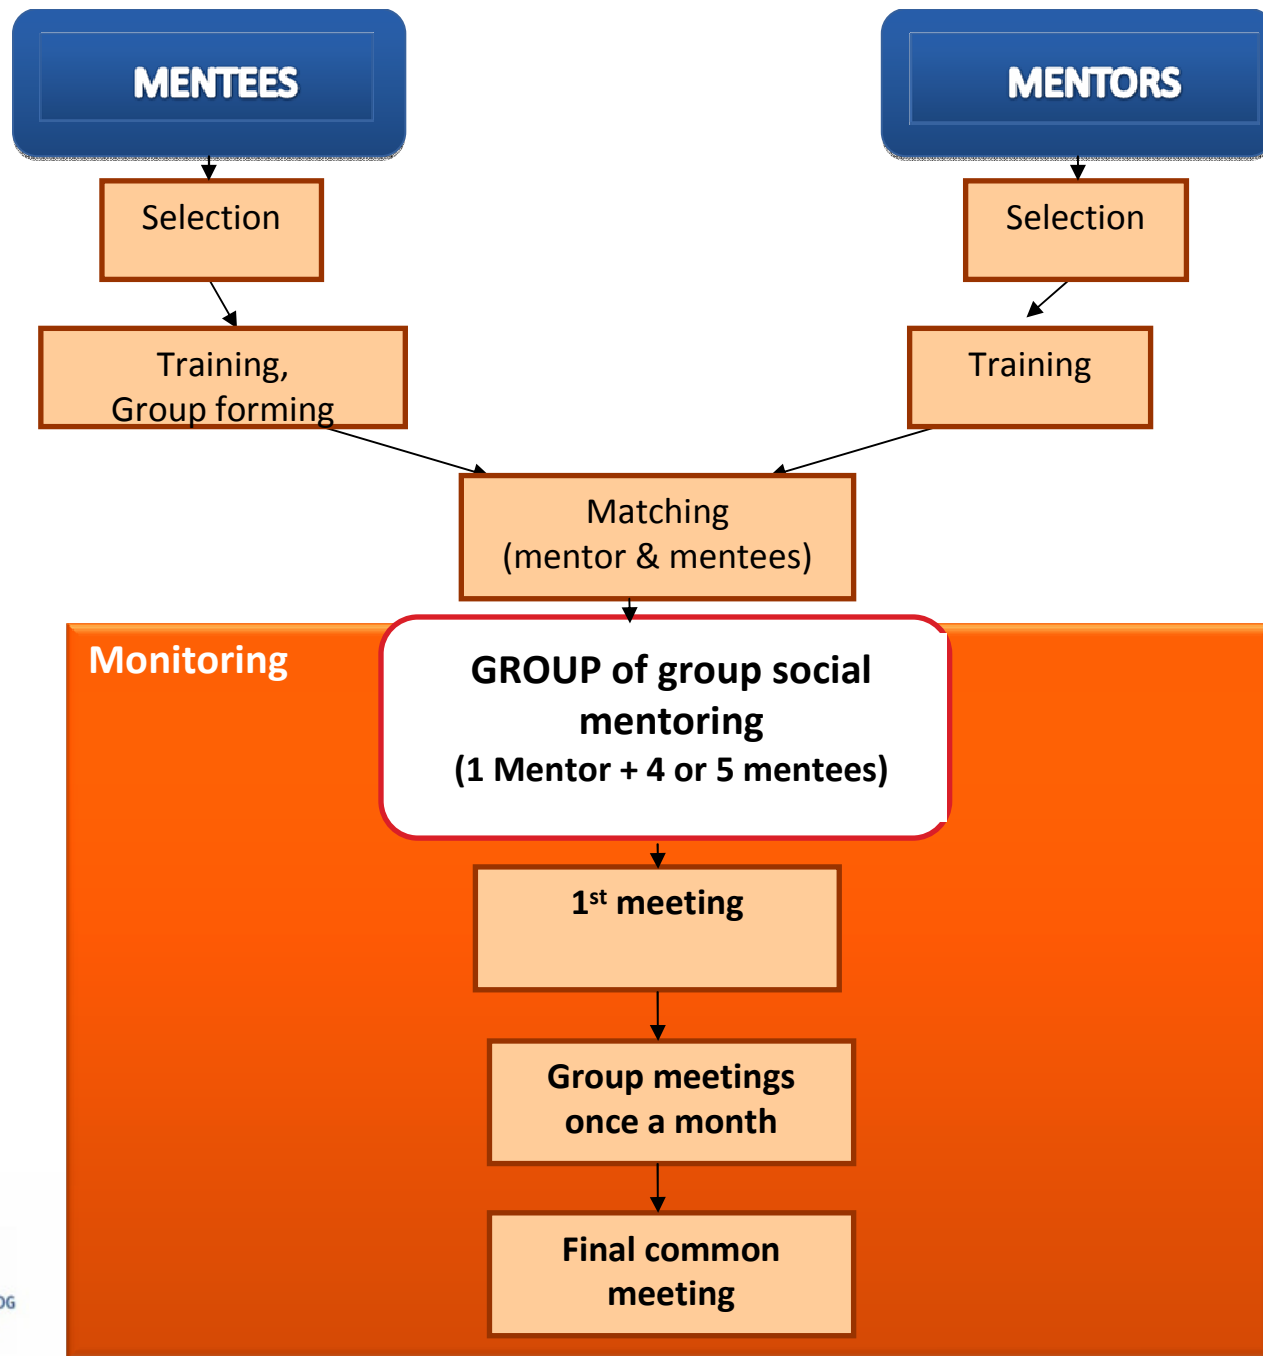 MENTEES
MENTORS
Selection
Selection
Training,
Group forming
Training
Matching
(mentor & mentees)
Monitoring
GROUP of group social
mentoring
(1 Mentor + 4 or 5 mentees)
1st meeting
Group meetings
once a month
Final common
meeting